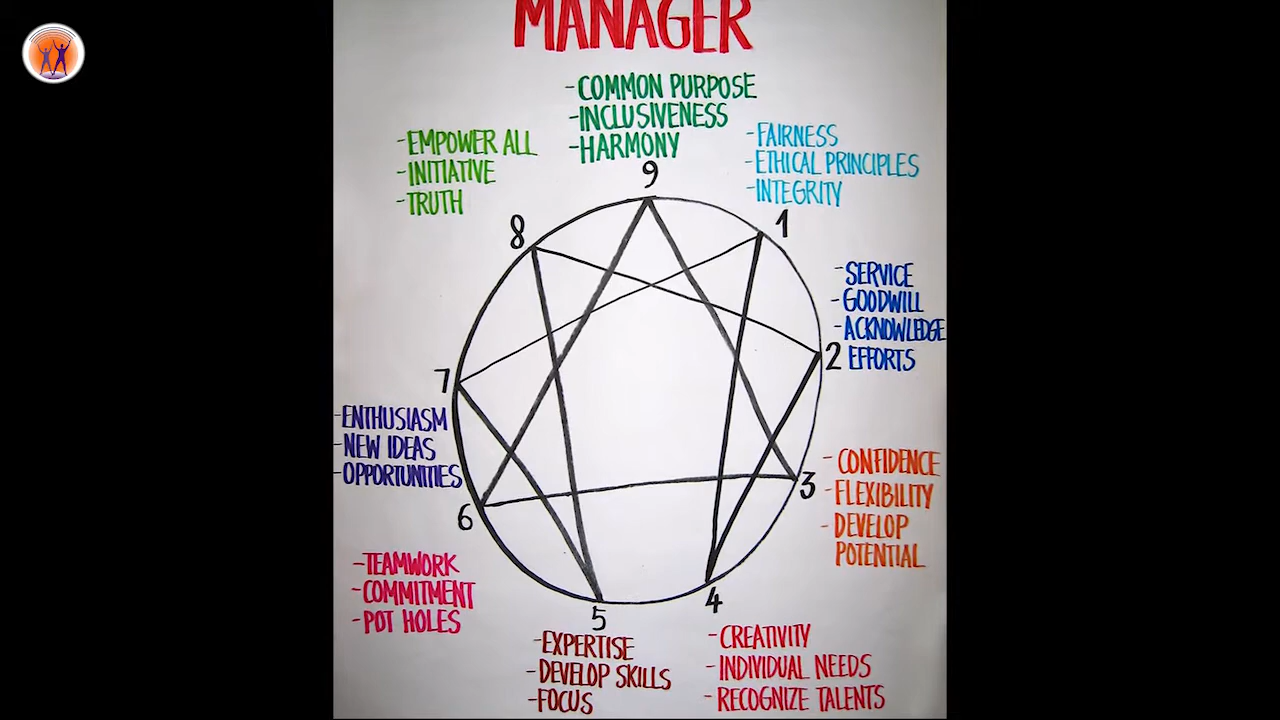 MANAGER
-COMMON PURPOSE
-INCLUSIVENESS
-HARMONY
9
-FAIRNESS
-ETHICAL PRINCIPLES
-INTEGRITY
1
-SERVICE
-GOODWILL
-ACKNOWLEDGE
EFFORTS
2
-CONFIDENCE
-FLEXIBILITY
-DEVELOP
POTENTIAL
3
4
-CREATIVITY
-INDIVIDUAL NEEDS
-RECOGNIZE TALENTS
5
-EXPERTISE
-DEVELOP SKILLS
-FOCUS
6
-TEAMWORK
-COMMITMENT
-POT HOLES
7
-ENTHUSIASM
-NEW IDEAS
-OPPORTUNITIES
-EMPOWER ALL
-INITIATIVE
-TRUTH
8